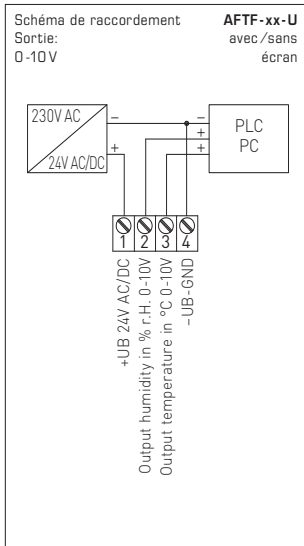 Schéma de raccordement AFTF-xx-U
Sortie: avec/sans
0-10V écran
230V AC
24V AC/DC
–
+
–
+
+
PLC
PC
1 2 3 4
+UB 24V AC/DC
Output humidity in % r.H. 0-10V
Output temperature in °C 0-10V
–UB-GND